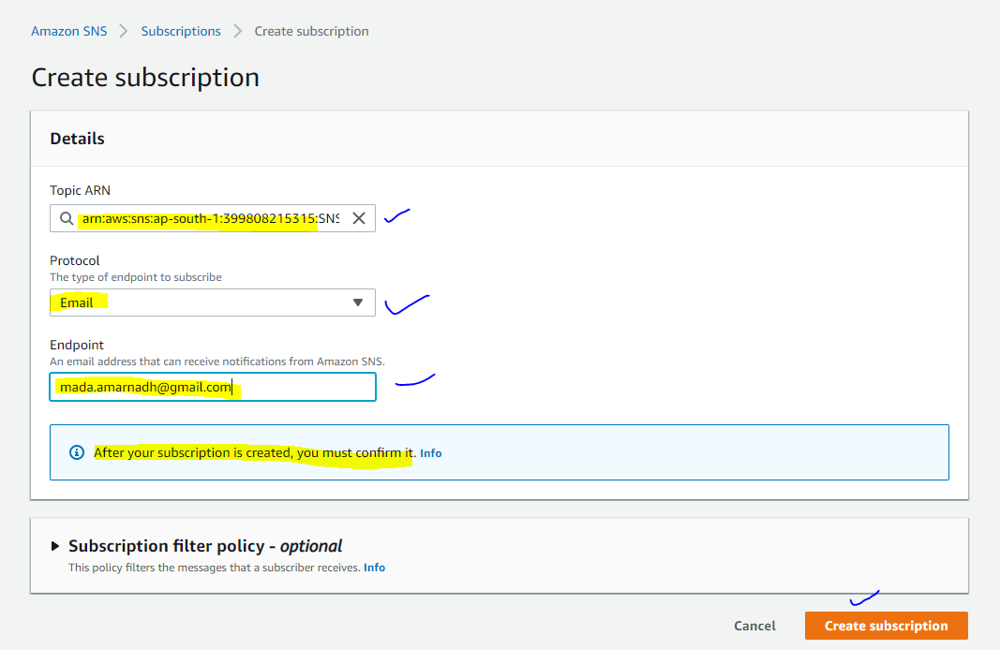 Amazon SNS > Subscriptions > Create subscription
Create subscription
Details
Topic ARN
arn:aws:sns:ap-south-1:399808215315:SNS
Protocol
The type of endpoint to subscribe
Email
Endpoint
An email address that can receive notifications from Amazon SNS.
mada.amarnadh@gmail.com
After your subscription is created, you must confirm it. Info
Subscription filter policy - optional
This policy filters the messages that a subscriber receives. Info
Cancel Create subscription